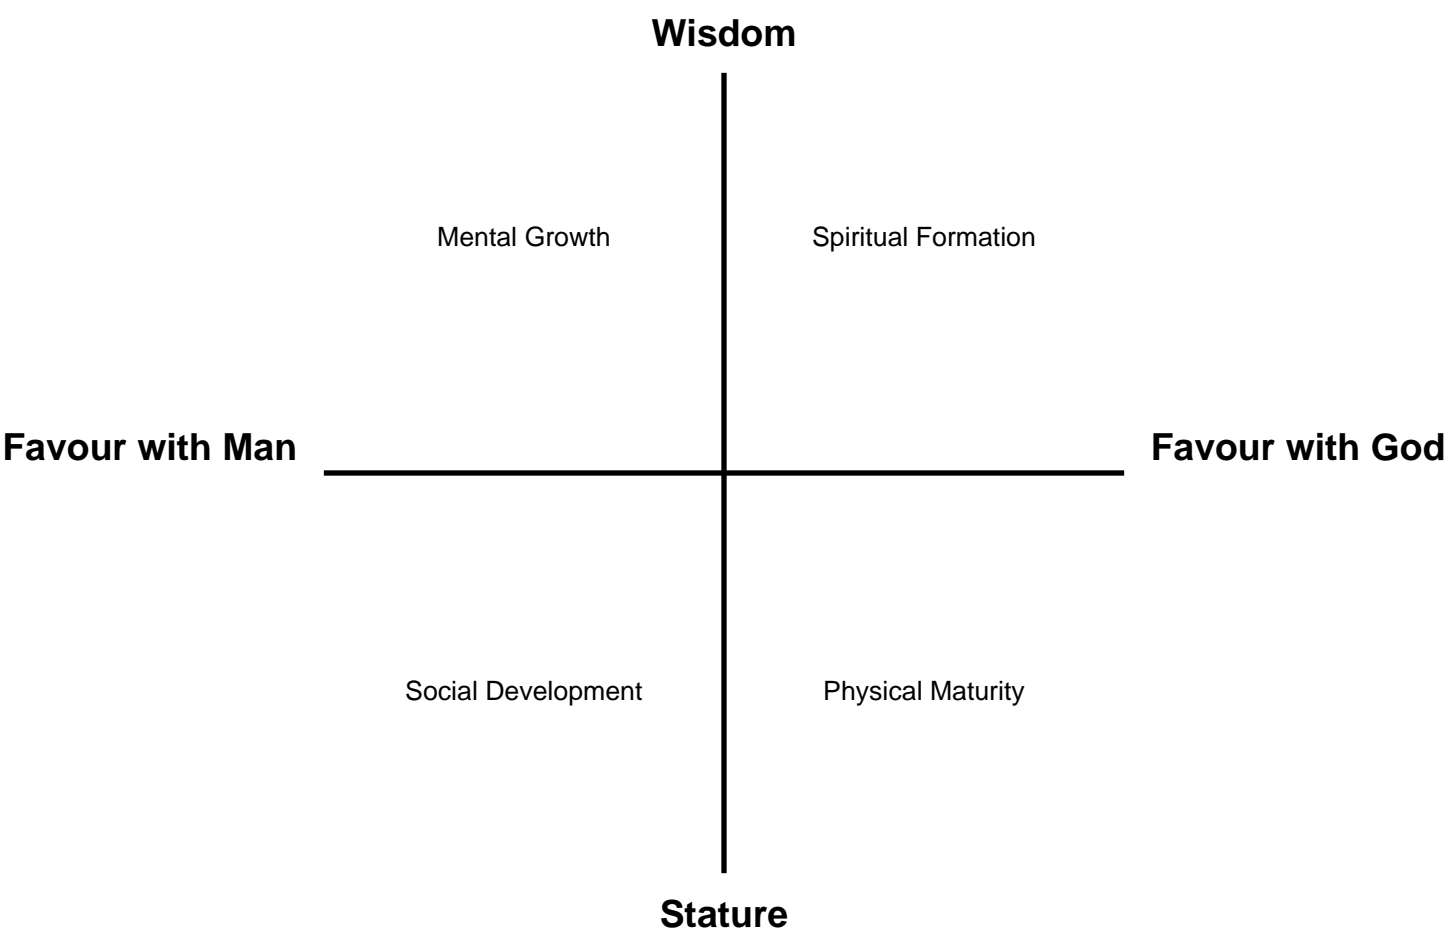 Wisdom
Mental Growth
Spiritual Formation
Favour with Man
Favour with God
Social Development
Physical Maturity
Stature